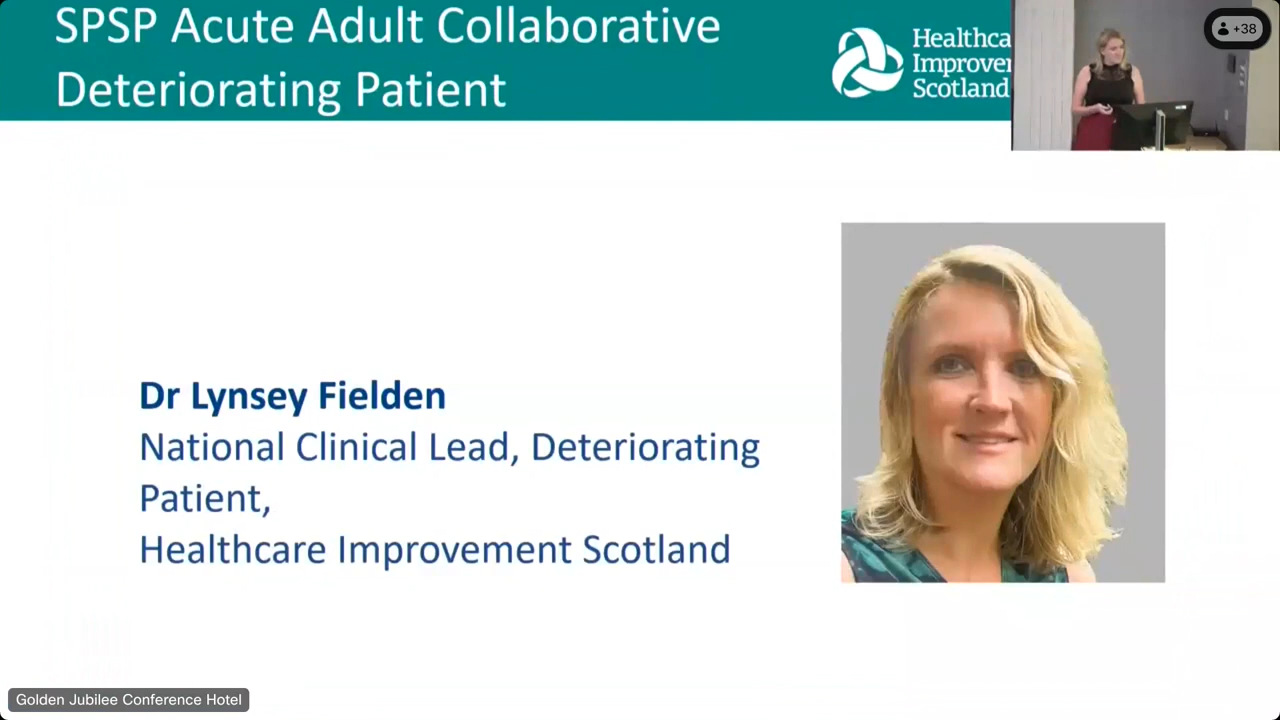 SPSP Acute Adult Collaborative
Deteriorating Patient
Healthca
Improver
Scotland
+38
Dr Lynsey Fielden
National Clinical Lead, Deteriorating
Patient,
Healthcare Improvement Scotland
Golden Jubilee Conference Hotel